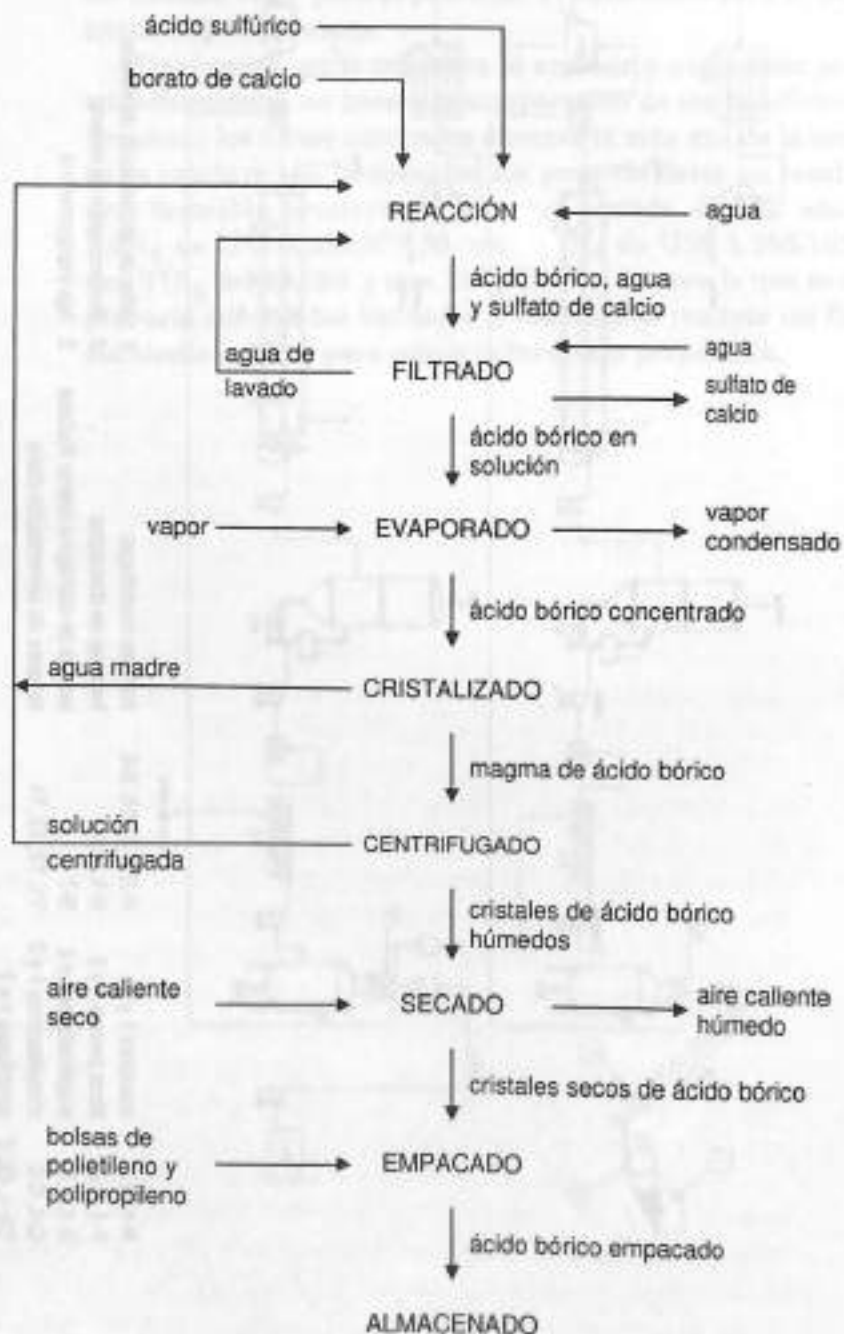 ácido sulfúrico
borato de calcio
REACCIÓN
agua
ácido bórico, agua
y sulfato de calcio
agua de
lavado
FILTRADO
agua
sulfato de
calcio
ácido bórico en
solución
vapor
EVAPORADO
vapor
condensado
ácido bórico concentrado
agua madre
CRISTALIZADO
magma de ácido bórico
solución
centrifugada
CENTRIFUGADO
cristales de ácido bórico
húmedos
aire caliente
seco
SECADO
aire caliente
húmedo
cristales secos de ácido bórico
bolsas de
polietileno y
polipropileno
EMPACADO
ácido bórico empacado
ALMACENADO